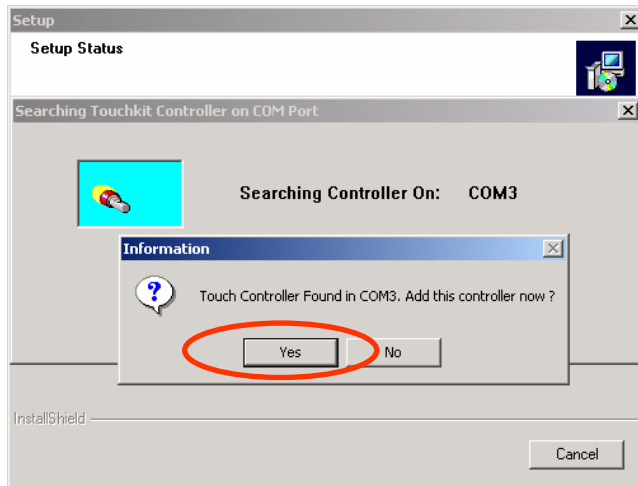 Setup
Setup Status
Searching Touchkit Controller on COM Port
Searching Controller On: COM3
Information
Touch Controller Found in COM3. Add this controller now ?
Yes No
InstallShield
Cancel